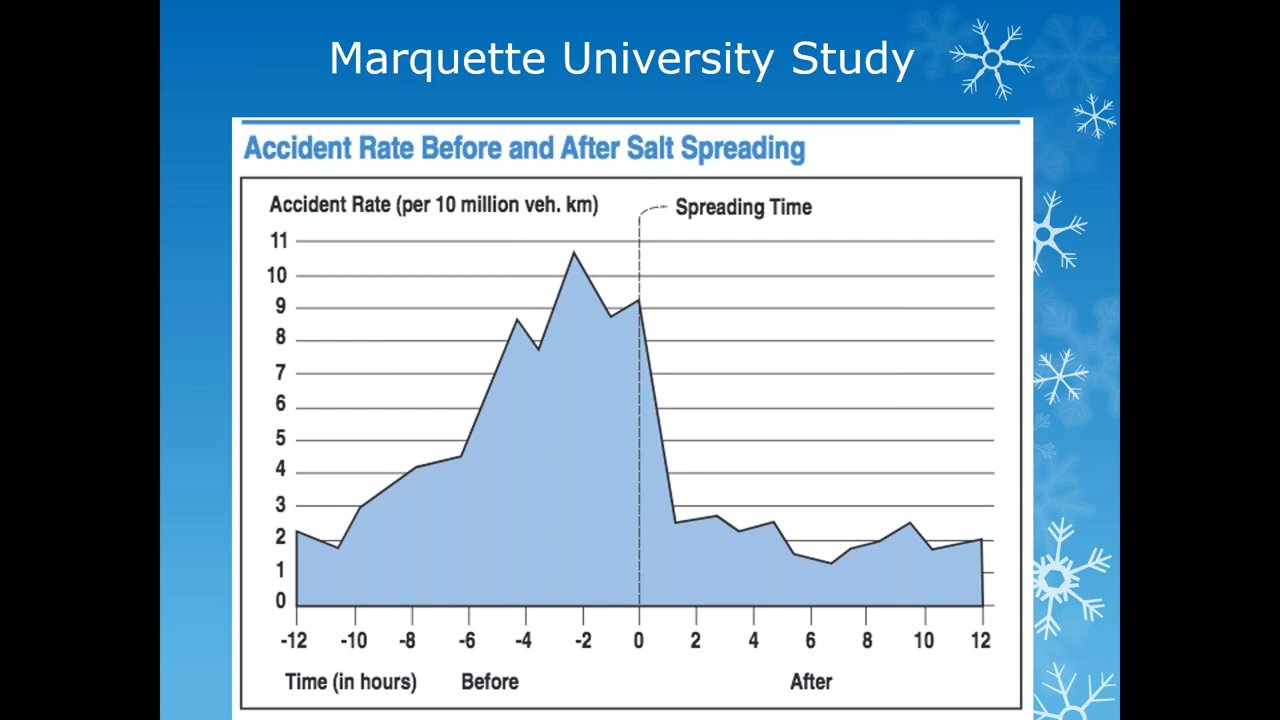 Marquette University Study
Accident Rate Before and After Salt Spreading
Accident Rate (per 10 million veh. km)
Spreading Time
11
10
9
8
7
6
5
4
3
2
1
0
-12 -10 -8 -6 -4 -2 0 2 4 6 8 10 12
Time (in hours) Before After